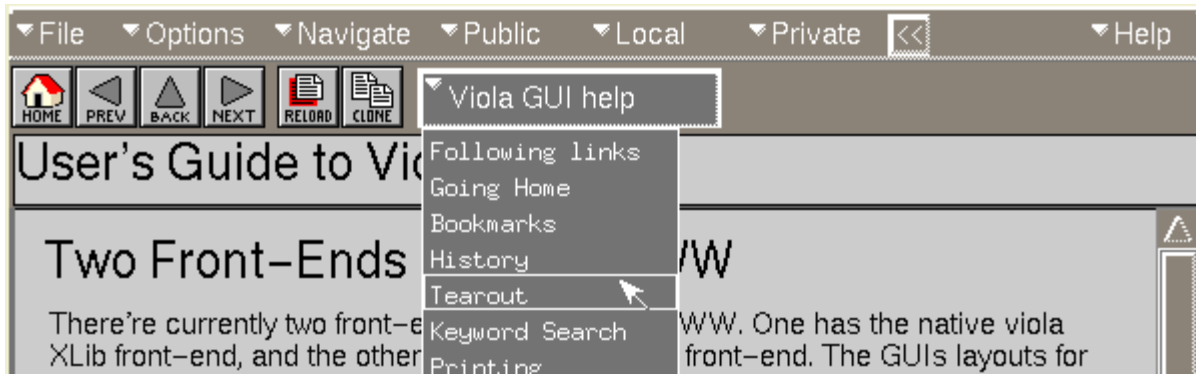 File Options Navigate Public Local Private << Help
HOME PREV BACK NEXT RELOAD CLONE
Viola GUI help
Following links
Going Home
Bookmarks
History
Tearout
Keyword Search
Printing
User's Guide to Vi
Two Front-Ends WW
There're currently two front-e WW. One has the native viola
XLib front-end, and the other front-end. The GUIs layouts for